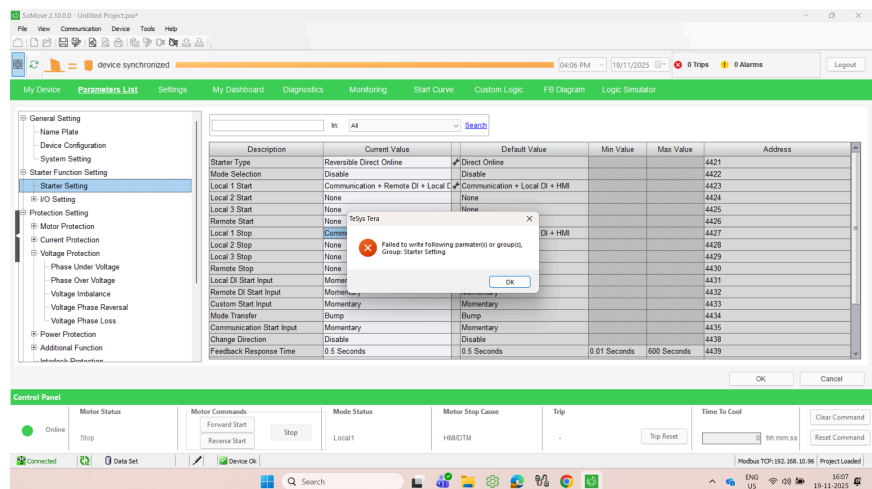 SoMove 2.10.0.0 - Untitled Project.psx*
File View Communication Device Tools Help
device synchronized
04:06 PM 19/11/2025 0 Trips 0 Alarms Logout
My Device Parameters List Settings My Dashboard Diagnostics Monitoring Start Curve Custom Logic FB Diagram Logic Simulator
General Setting
Name Plate
Device Configuration
System Setting
Starter Function Setting
Starter Setting
I/O Setting
Protection Setting
Motor Protection
Current Protection
Voltage Protection
Phase Under Voltage
Phase Over Voltage
Voltage Imbalance
Voltage Phase Reversal
Voltage Phase Loss
Power Protection
Additional Function
Interlock Protection
In: All Search
Description Current Value Default Value Min Value Max Value Address
Starter Type Reversible Direct Online Direct Online 4421
Mode Selection Disable Disable 4422
Local 1 Start Communication + Remote DI + Local D Communication + Local DI + HMI 4423
Local 2 Start None None 4424
Local 3 Start None None 4425
Remote Start None 4426
Local 1 Stop Comm DI + HMI 4427
Local 2 Stop None 4428
Local 3 Stop None 4429
Remote Stop None 4430
Local DI Start Input Momen 4431
Remote DI Start Input Momentary Momentary 4432
Custom Start Input Momentary Momentary 4433
Mode Transfer Bump Bump 4434
Communication Start Input Momentary Momentary 4435
Change Direction Disable Disable 4438
Feedback Response Time 0.5 Seconds 0.5 Seconds 0.01 Seconds 600 Seconds 4439
TeSys Tera
Failed to write following parmater(s) or group(s),
Group: Starter Setting
OK
OK Cancel
Control Panel
Motor Status Motor Commands Mode Status Motor Stop Cause Trip Time To Cool
Online Stop Forward Start Reverse Start Stop Local1 HMI/DTM - Trip Reset 0 hh:mm:ss Clear Command Reset Command
Connected Data Set Device Ok Modbus TCP:192.168.10.96 Project Loaded
Search ENG US 16:07 19-11-2025